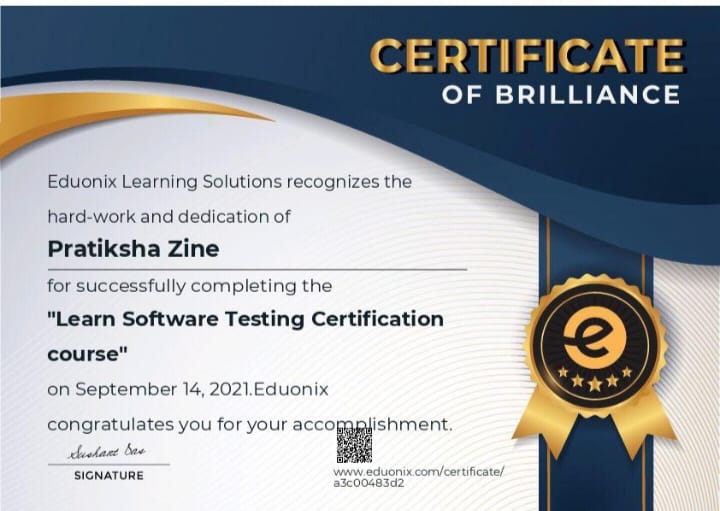 CERTIFICATE
OF BRILLIANCE
Eduonix Learning Solutions recognizes the
hard-work and dedication of
Pratiksha Zine
for successfully completing the
"Learn Software Testing Certification
course"
on September 14, 2021.Eduonix
congratulates you for your accomplishment.
Sushant Das
SIGNATURE
www.eduonix.com/certificate/
a3c00483d2
e